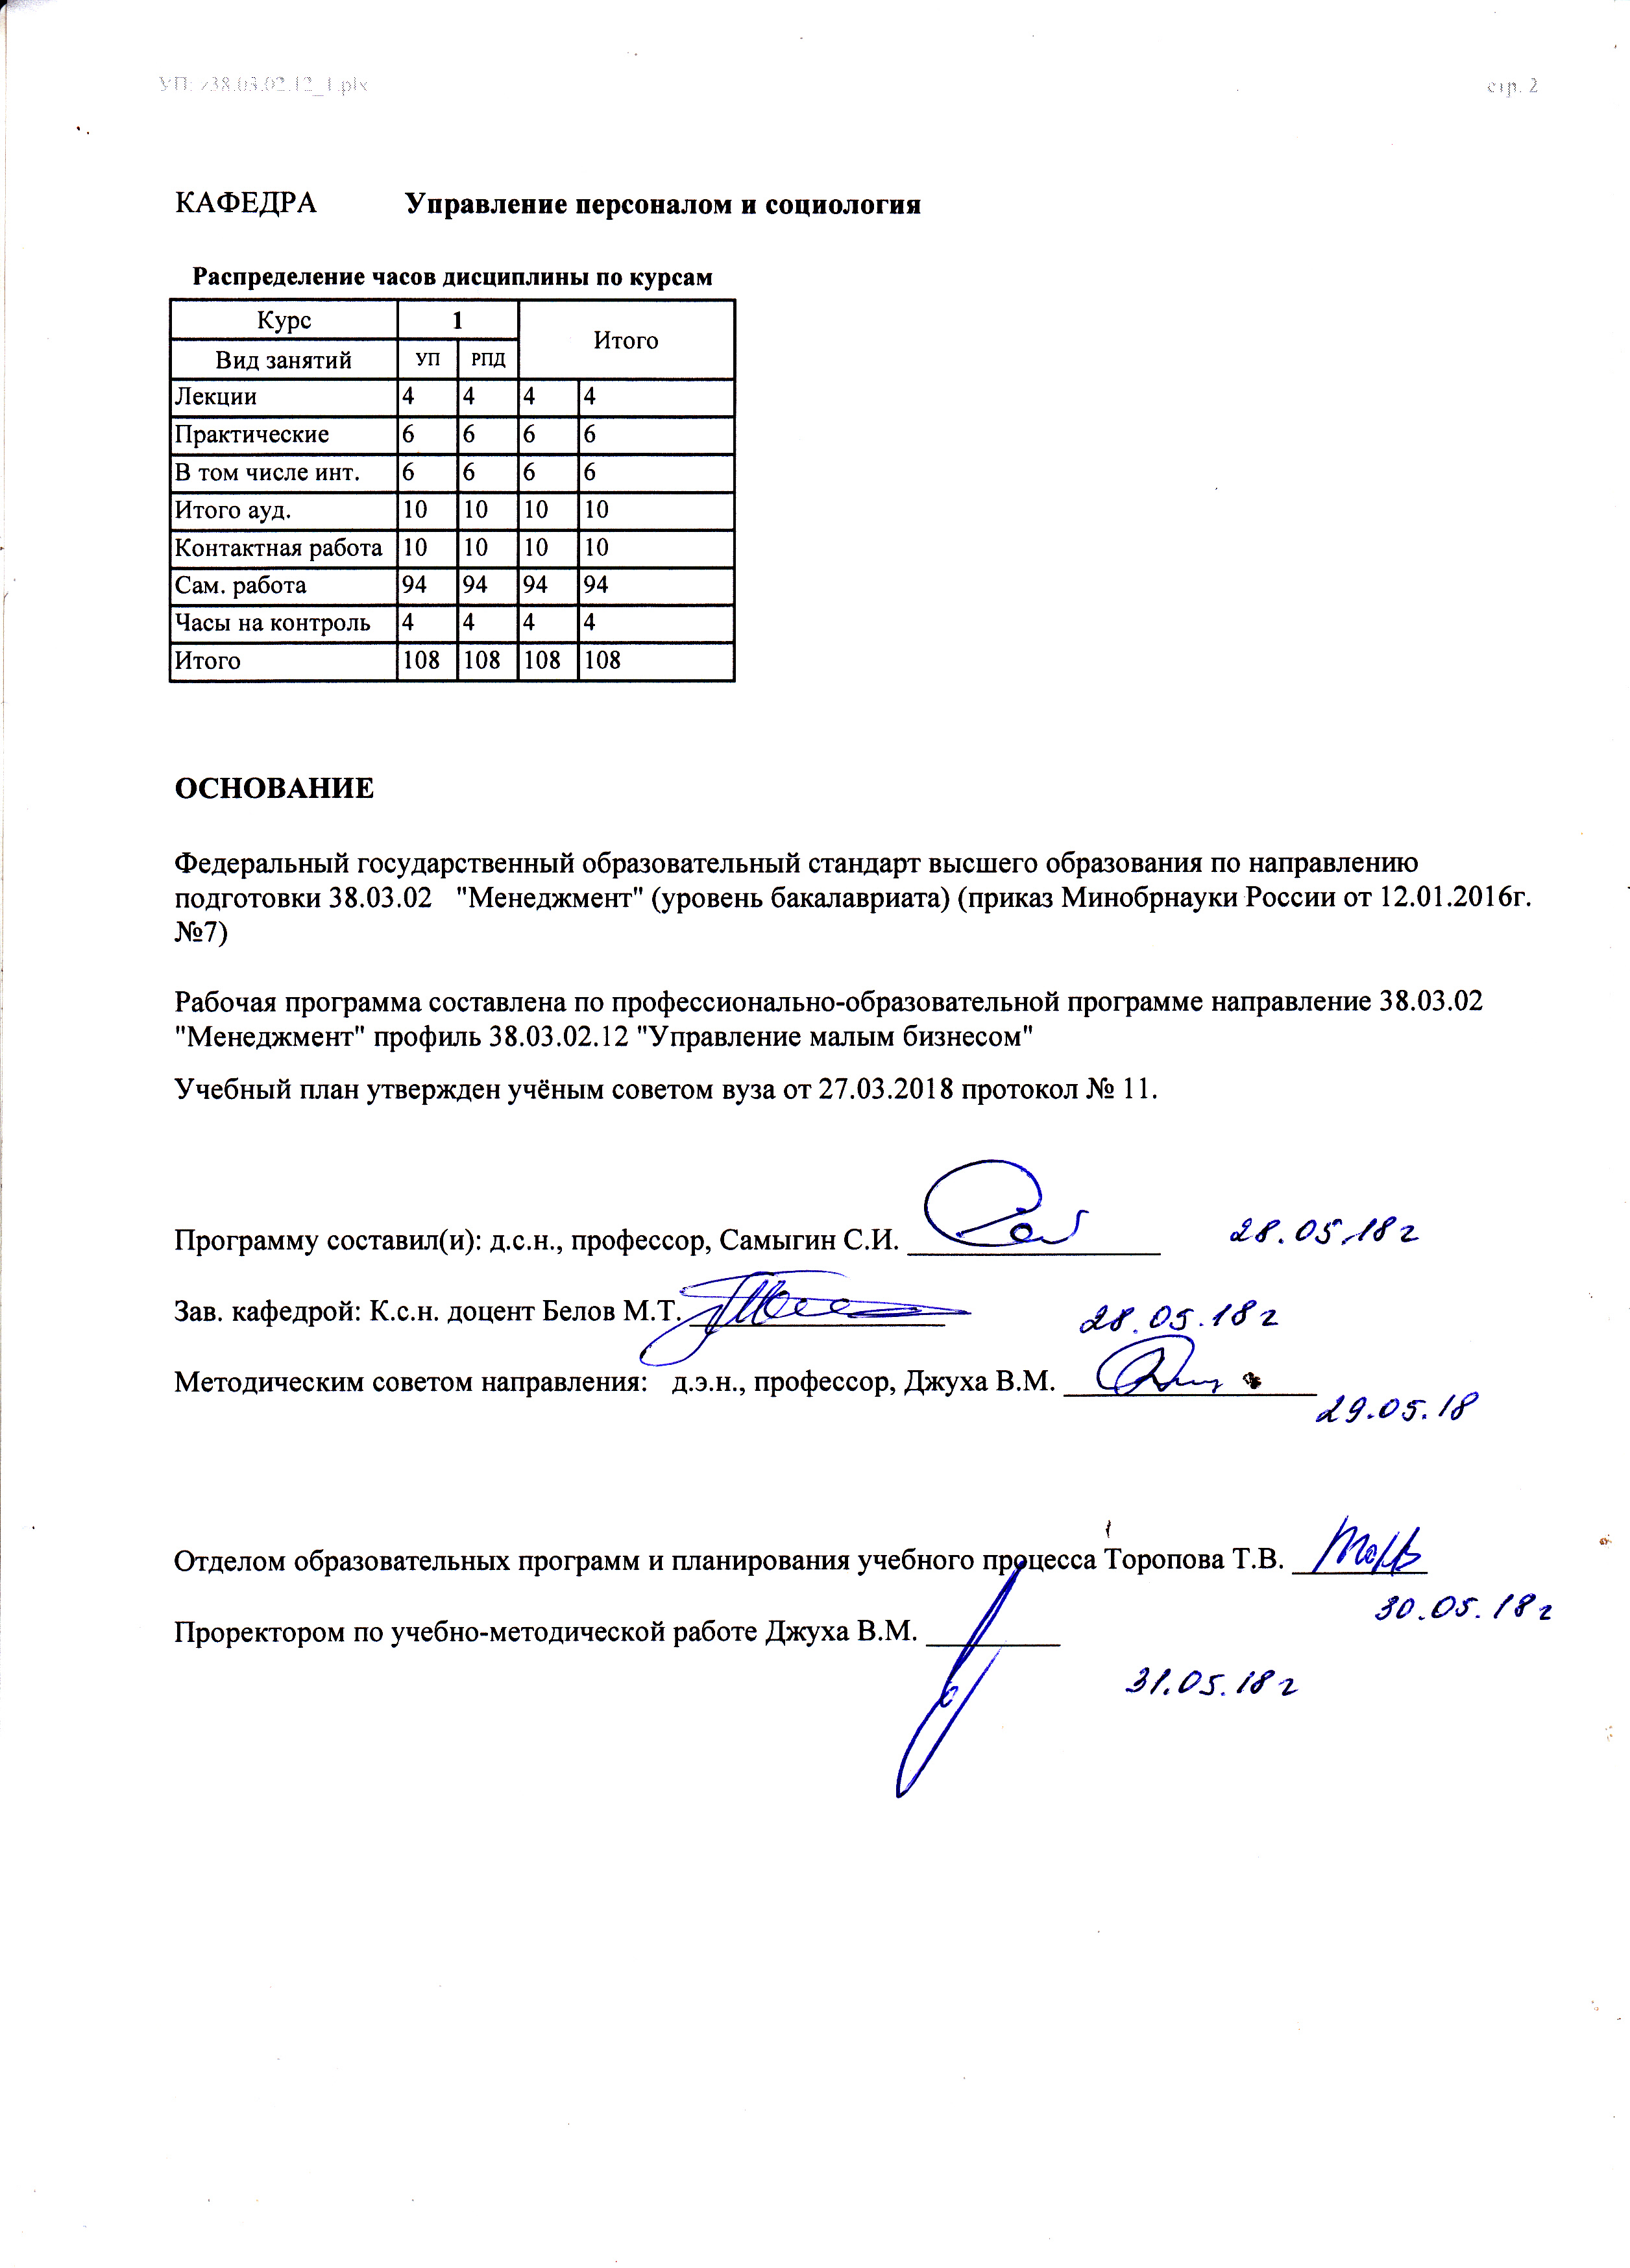 УП: z38.03.02.12_1.plx стр. 2
КАФЕДРА Управление персоналом и социология
Распределение часов дисциплины по курсам
Курс 1 Итого
Вид занятий УП РПД
Лекции 4 4 4 4
Практические 6 6 6 6
В том числе инт. 6 6 6 6
Итого ауд. 10 10 10 10
Контактная работа 10 10 10 10
Сам. работа 94 94 94 94
Часы на контроль 4 4 4 4
Итого 108 108 108 108
ОСНОВАНИЕ
Федеральный государственный образовательный стандарт высшего образования по направлению
подготовки 38.03.02 "Менеджмент" (уровень бакалавриата) (приказ Минобрнауки России от 12.01.2016г.
№7)
Рабочая программа составлена по профессионально-образовательной программе направление 38.03.02
"Менеджмент" профиль 38.03.02.12 "Управление малым бизнесом"
Учебный план утвержден учёным советом вуза от 27.03.2018 протокол № 11.
Программу составил(и): д.с.н., профессор, Самыгин С.И. 28.05.18 г
Зав. кафедрой: К.с.н. доцент Белов М.Т. 28.05.18 г
Методическим советом направления: д.э.н., профессор, Джуха В.М.
29.05.18
Отделом образовательных программ и планирования учебного процесса Торопова Т.В.
30.05.18 г
Проректором по учебно-методической работе Джуха В.М.
31.05.18 г